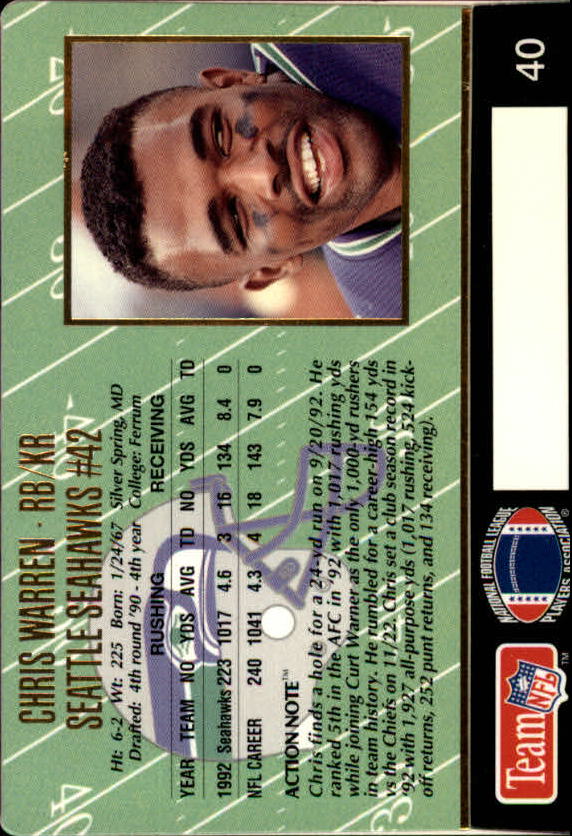 CHRIS WARREN · RB/KR
SEATTLE SEAHAWKS #42
Ht: 6-2 Wt: 225 Born: 1/24/67 Silver Spring, MD
Drafted: 4th round '90 - 4th year College: Ferrum
RUSHING RECEIVING
YEAR TEAM NO YDS AVG TD NO YDS AVG TD
1992 Seahawks 223 1017 4.6 3 16 134 8.4 0
NFL CAREER 240 1041 4.3 4 18 143 7.9 0
ACTION NOTE™
Chris finds a hole for a 24-yd run on 9/20/92. He
ranked 5th in the AFC in '92 with 1,017 rushing yds
while joining Curt Warner as the only 1,000-yd rushers
in team history. He rumbled for a career-high 154 yds
vs the Chiefs on 11/22. Chris set a club season record in
'92 with 1,927 all-purpose yds (1,017 rushing, 524 kick-
off returns, 252 punt returns, and 134 receiving).
Team NFL™
NATIONAL FOOTBALL LEAGUE
PLAYERS ASSOCIATION®
40